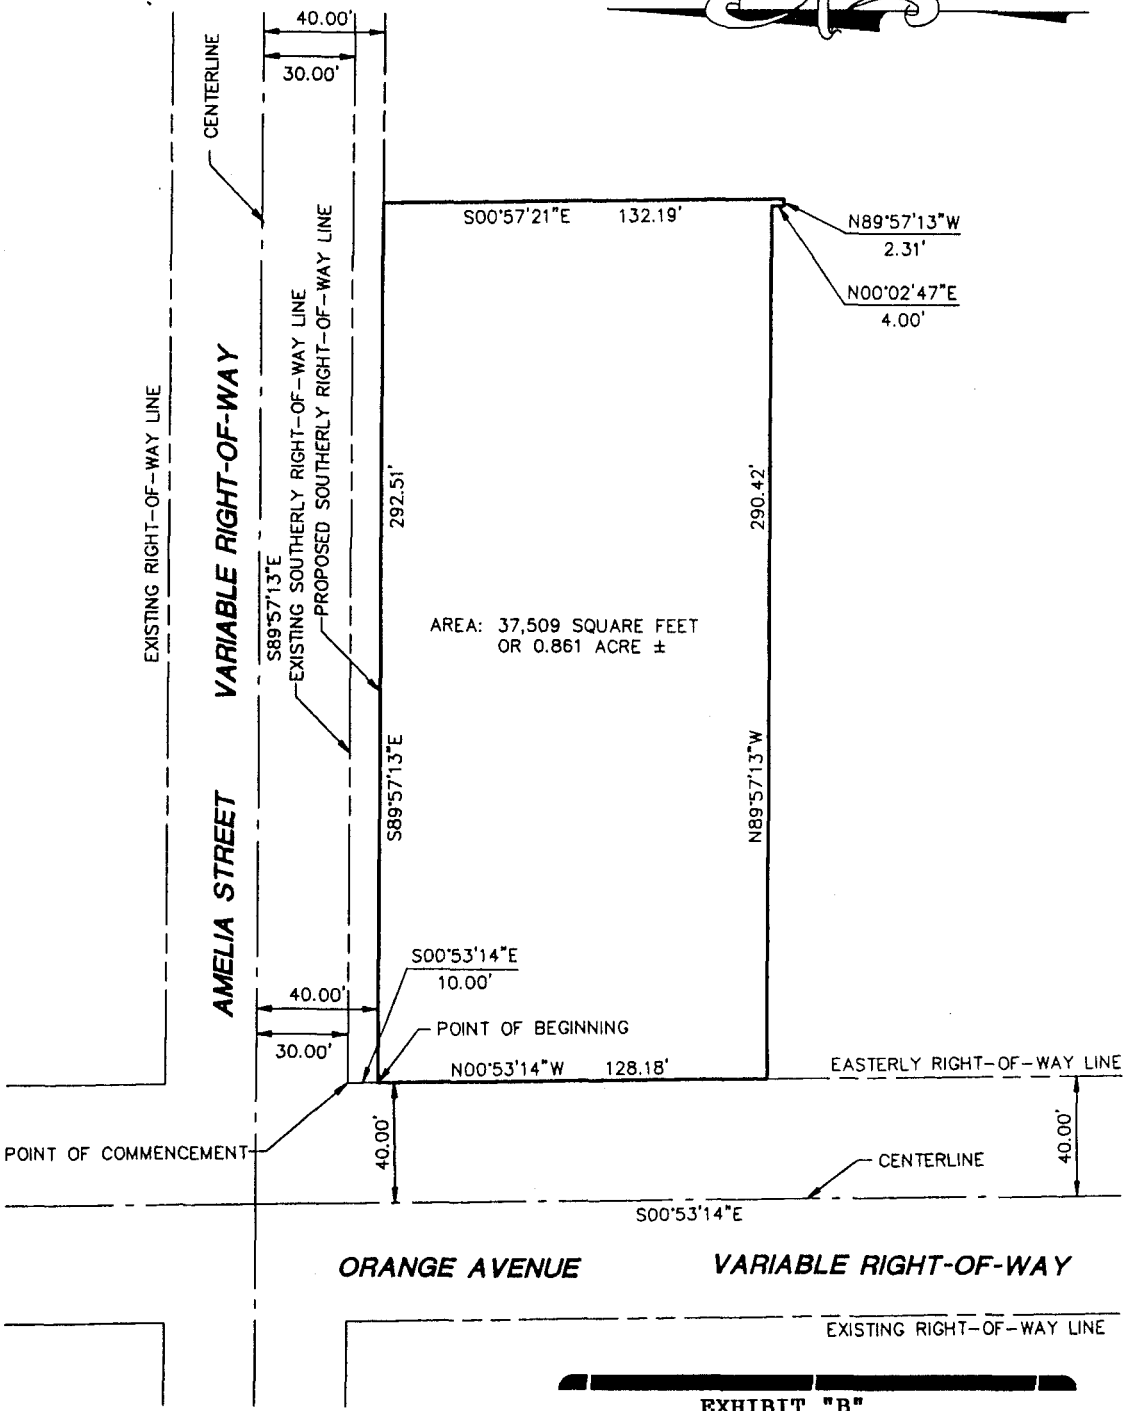 40.00'
30.00'
CENTERLINE
S00°57'21"E 132.19'
N89°57'13"W
2.31'
N00°02'47"E
4.00'
EXISTING RIGHT-OF-WAY LINE
AMELIA STREET VARIABLE RIGHT-OF-WAY
S89°57'13"E
EXISTING SOUTHERLY RIGHT-OF-WAY LINE
PROPOSED SOUTHERLY RIGHT-OF-WAY LINE
292.51'
S89°57'13"E
290.42'
N89°57'13"W
AREA: 37,509 SQUARE FEET
OR 0.861 ACRE ±
S00°53'14"E
10.00'
40.00'
30.00'
POINT OF BEGINNING
N00°53'14"W 128.18'
EASTERLY RIGHT-OF-WAY LINE
POINT OF COMMENCEMENT
40.00'
40.00'
CENTERLINE
S00°53'14"E
ORANGE AVENUE VARIABLE RIGHT-OF-WAY
EXISTING RIGHT-OF-WAY LINE
EXHIBIT "B"